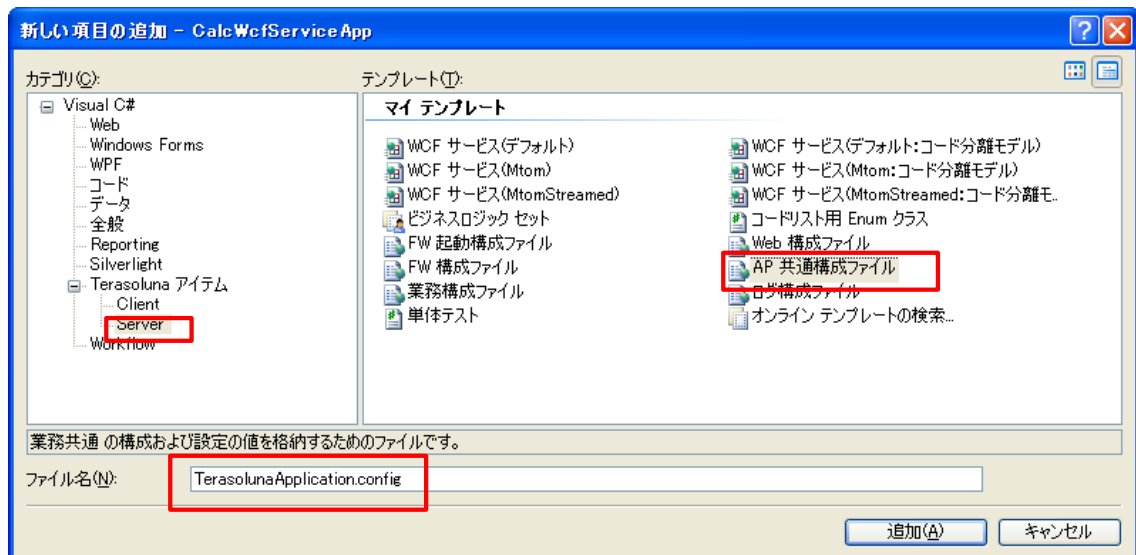 新しい項目の追加 - CalcWcfServiceApp
カテゴリ(C):
テンプレート(T):
Visual C#
Web
Windows Forms
WPF
コード
データ
全般
Reporting
Silverlight
Terasoluna アイテム
Client
Server
Workflow
マイ テンプレート
WCF サービス(デフォルト)
WCF サービス(デフォルト:コード分離モデル)
WCF サービス(Mtom)
WCF サービス(Mtom:コード分離モデル)
WCF サービス(MtomStreamed)
WCF サービス(MtomStreamed:コード分離モ...
ビジネスロジック セット
コードリスト用 Enum クラス
FW 起動構成ファイル
Web 構成ファイル
FW 構成ファイル
AP 共通構成ファイル
業務構成ファイル
ログ構成ファイル
単体テスト
オンライン テンプレートの検索...
業務共通 の構成および設定の値を格納するためのファイルです。
ファイル名(N):
TerasolunaApplication.config
追加(A)
キャンセル